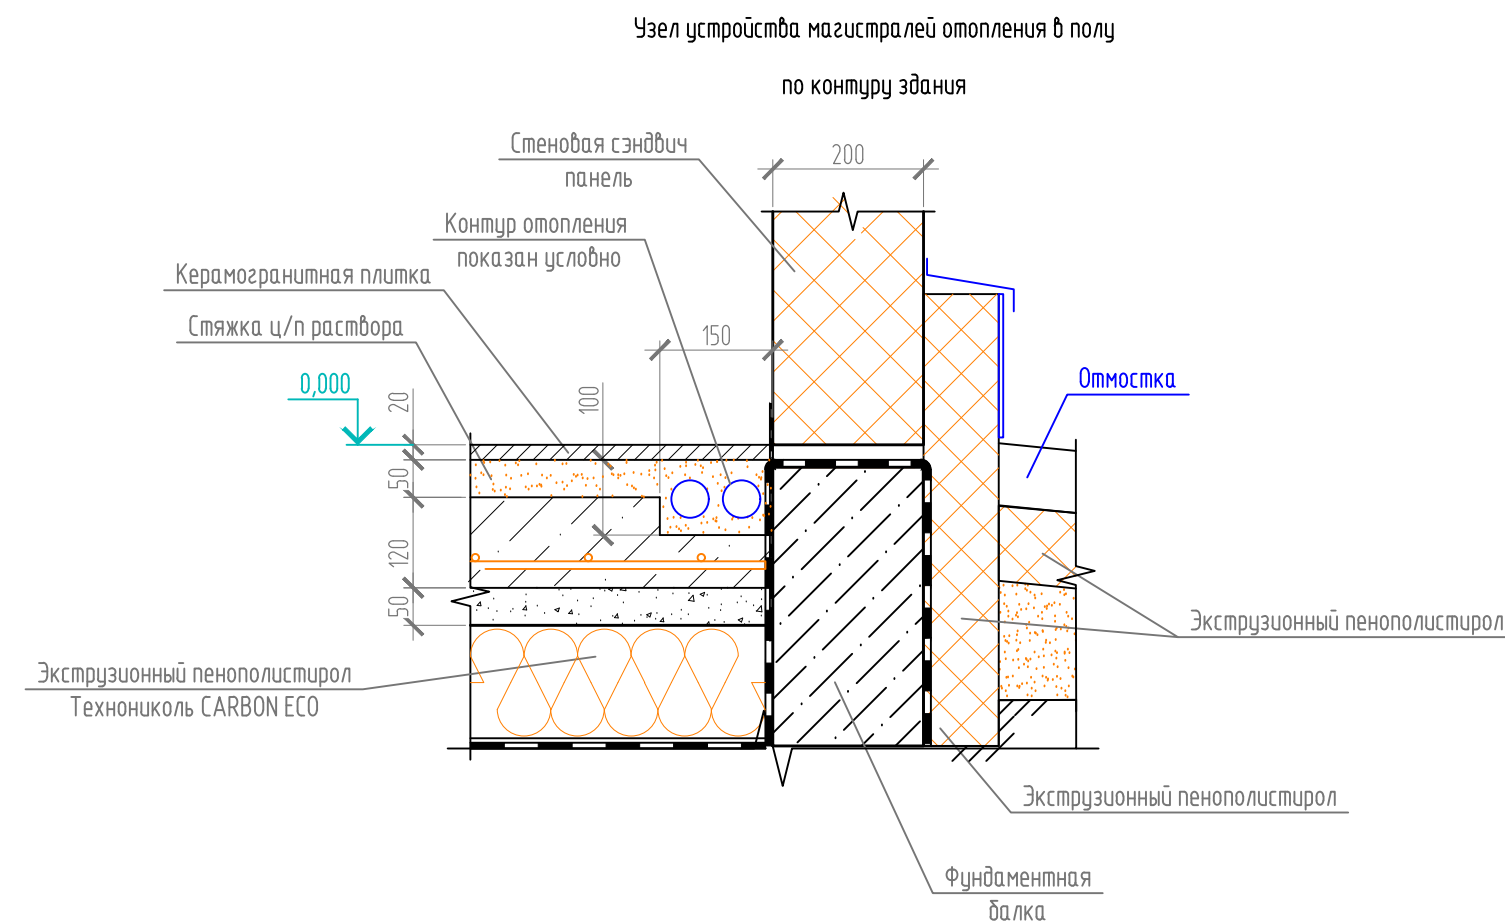 Узел устройства магистралей отопления в полу
по контуру здания
Стеновая сэндвич
панель
200
Контур отопления
показан условно
Керамогранитная плитка
Стяжка ц/п раствора
150
0,000
20
100
Отмостка
50
120
50
Экструзионный пенополистирол
Экструзионный пенополистирол
Технониколь CARBON ECO
Экструзионный пенополистирол
Фундаментная
балка